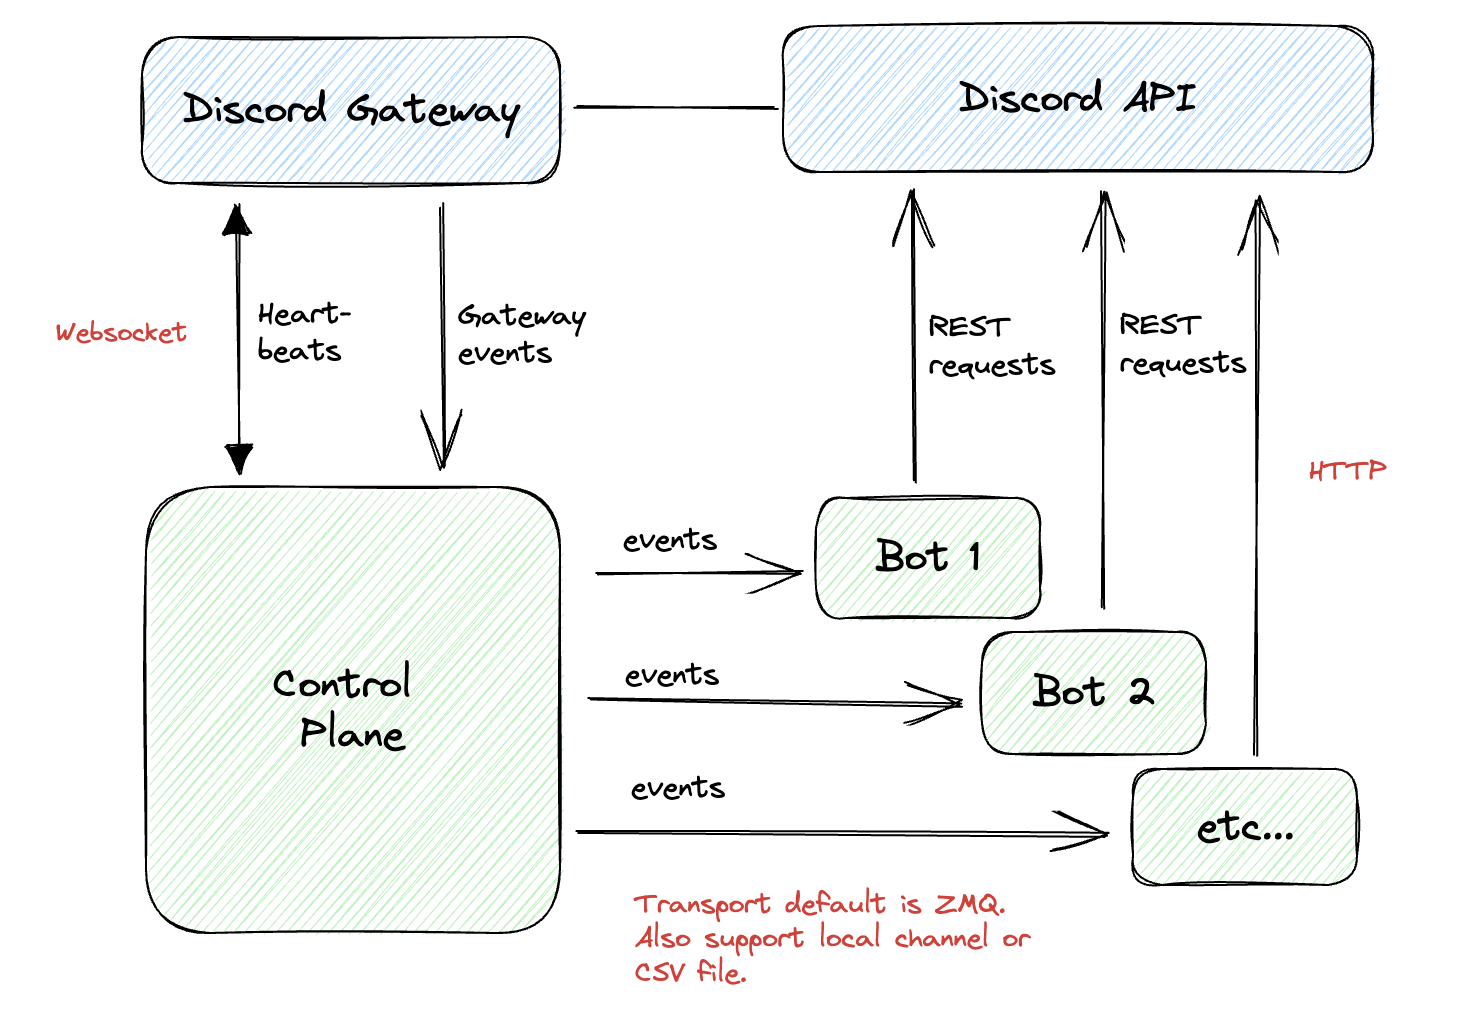 Discord Gateway
Discord API
Websocket
Heart-
beats
Gateway
events
REST
requests
REST
requests
HTTP
events
Bot 1
events
Bot 2
Control
Plane
events
etc...
Transport default is ZMQ.
Also support local channel or
CSV file.